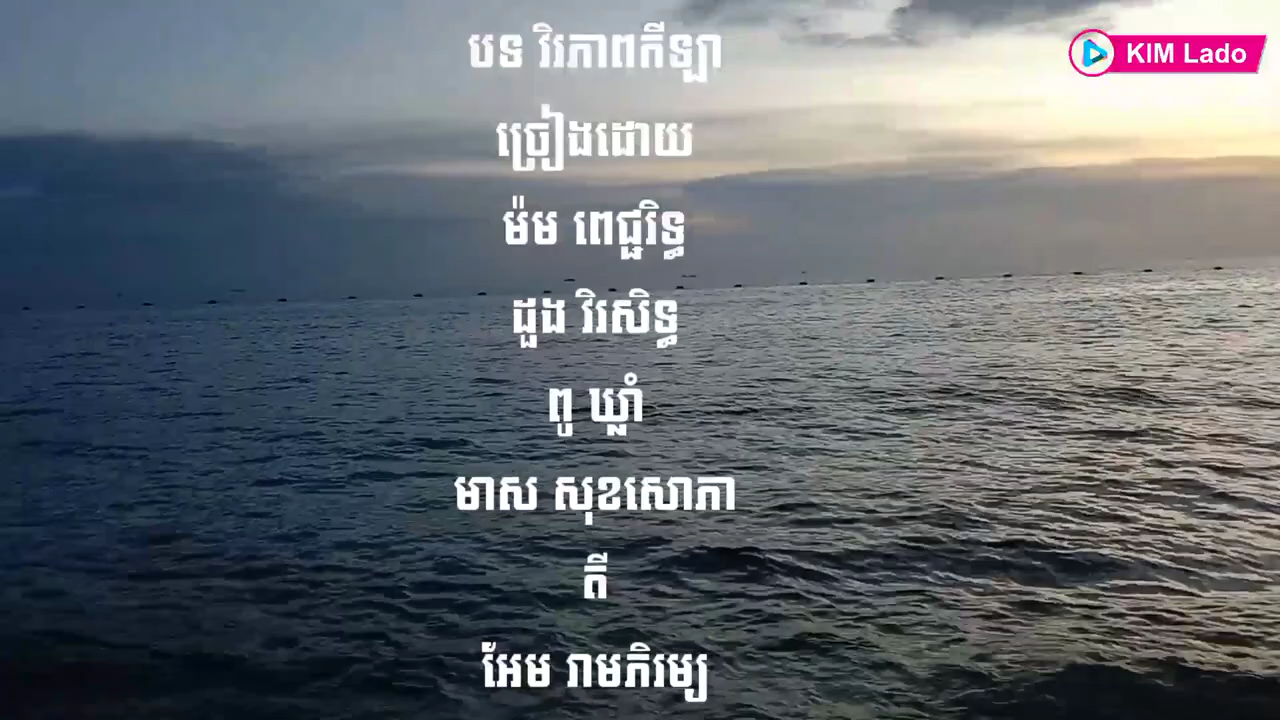 បទ វិរភាពកីឡា
KIM Lado
ច្រៀងដោយ
ម៉ម ពេជ្ឈរិទ្ធ
ដួង វិរសិទ្ធ
ពូ ឃ្លាំ
មាស សុខសោភា
តី
អែម រាមភិរម្យ